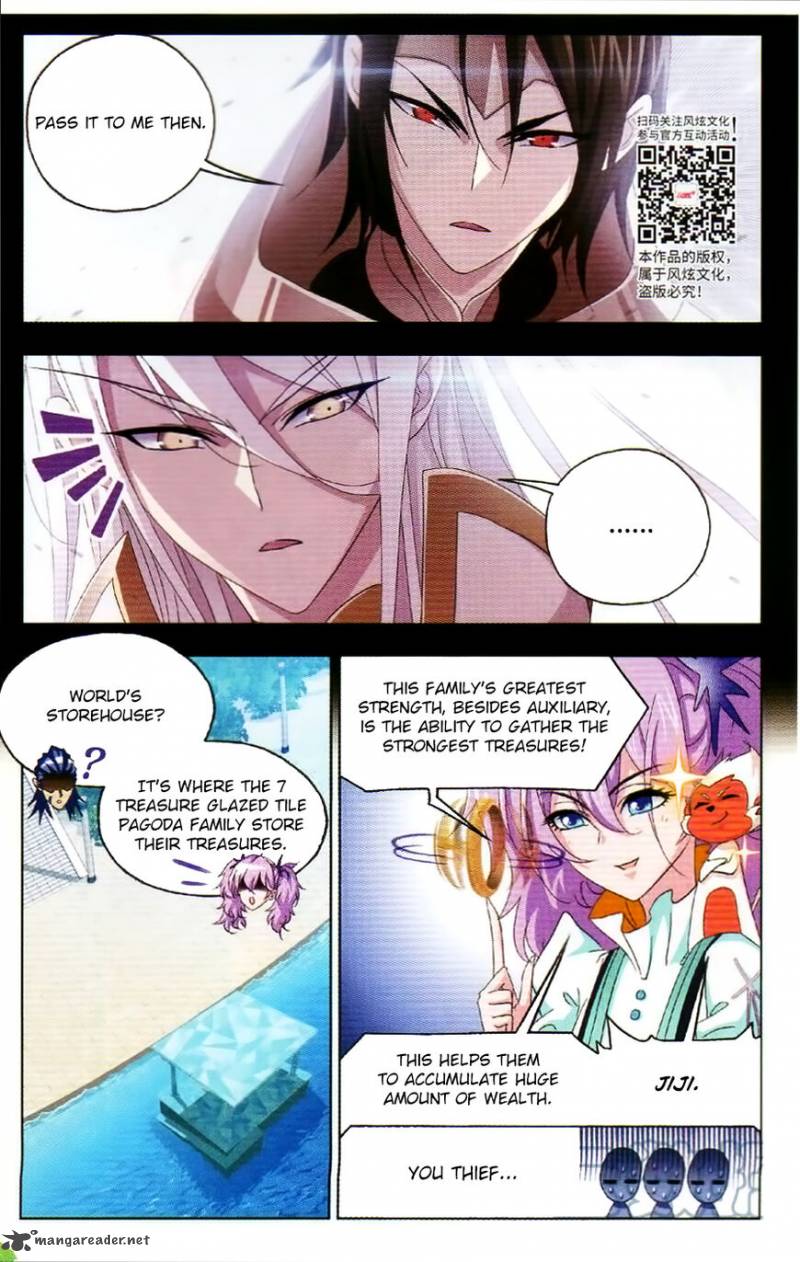 PASS IT TO ME THEN.
扫码关注风炫文化
参与官方互动活动!
本作品的版权,
属于风炫文化,
盗版必究!
......
WORLD'S
STOREHOUSE?
?
IT'S WHERE THE 7
TREASURE GLAZED TILE
PAGODA FAMILY STORE
THEIR TREASURES.
THIS FAMILY'S GREATEST
STRENGTH, BESIDES AUXILIARY,
IS THE ABILITY TO GATHER THE
STRONGEST TREASURES!
THIS HELPS THEM
TO ACCUMULATE HUGE
AMOUNT OF WEALTH.
JIJI.
YOU THIEF...
mangareader.net